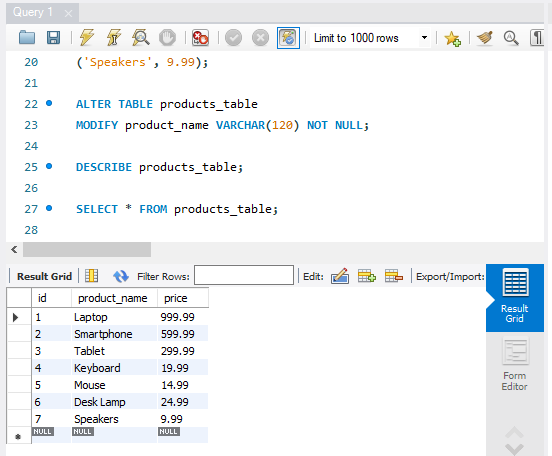 Query 1
Limit to 1000 rows
20 ('Speakers', 9.99);
21
22 ALTER TABLE products_table
23 MODIFY product_name VARCHAR(120) NOT NULL;
24
25 DESCRIBE products_table;
26
27 SELECT * FROM products_table;
28
Result Grid Filter Rows: Edit: Export/Import:
id product_name price
1 Laptop 999.99
2 Smartphone 599.99
3 Tablet 299.99
4 Keyboard 19.99
5 Mouse 14.99
6 Desk Lamp 24.99
7 Speakers 9.99
NULL NULL NULL
Result
Grid
Form
Editor